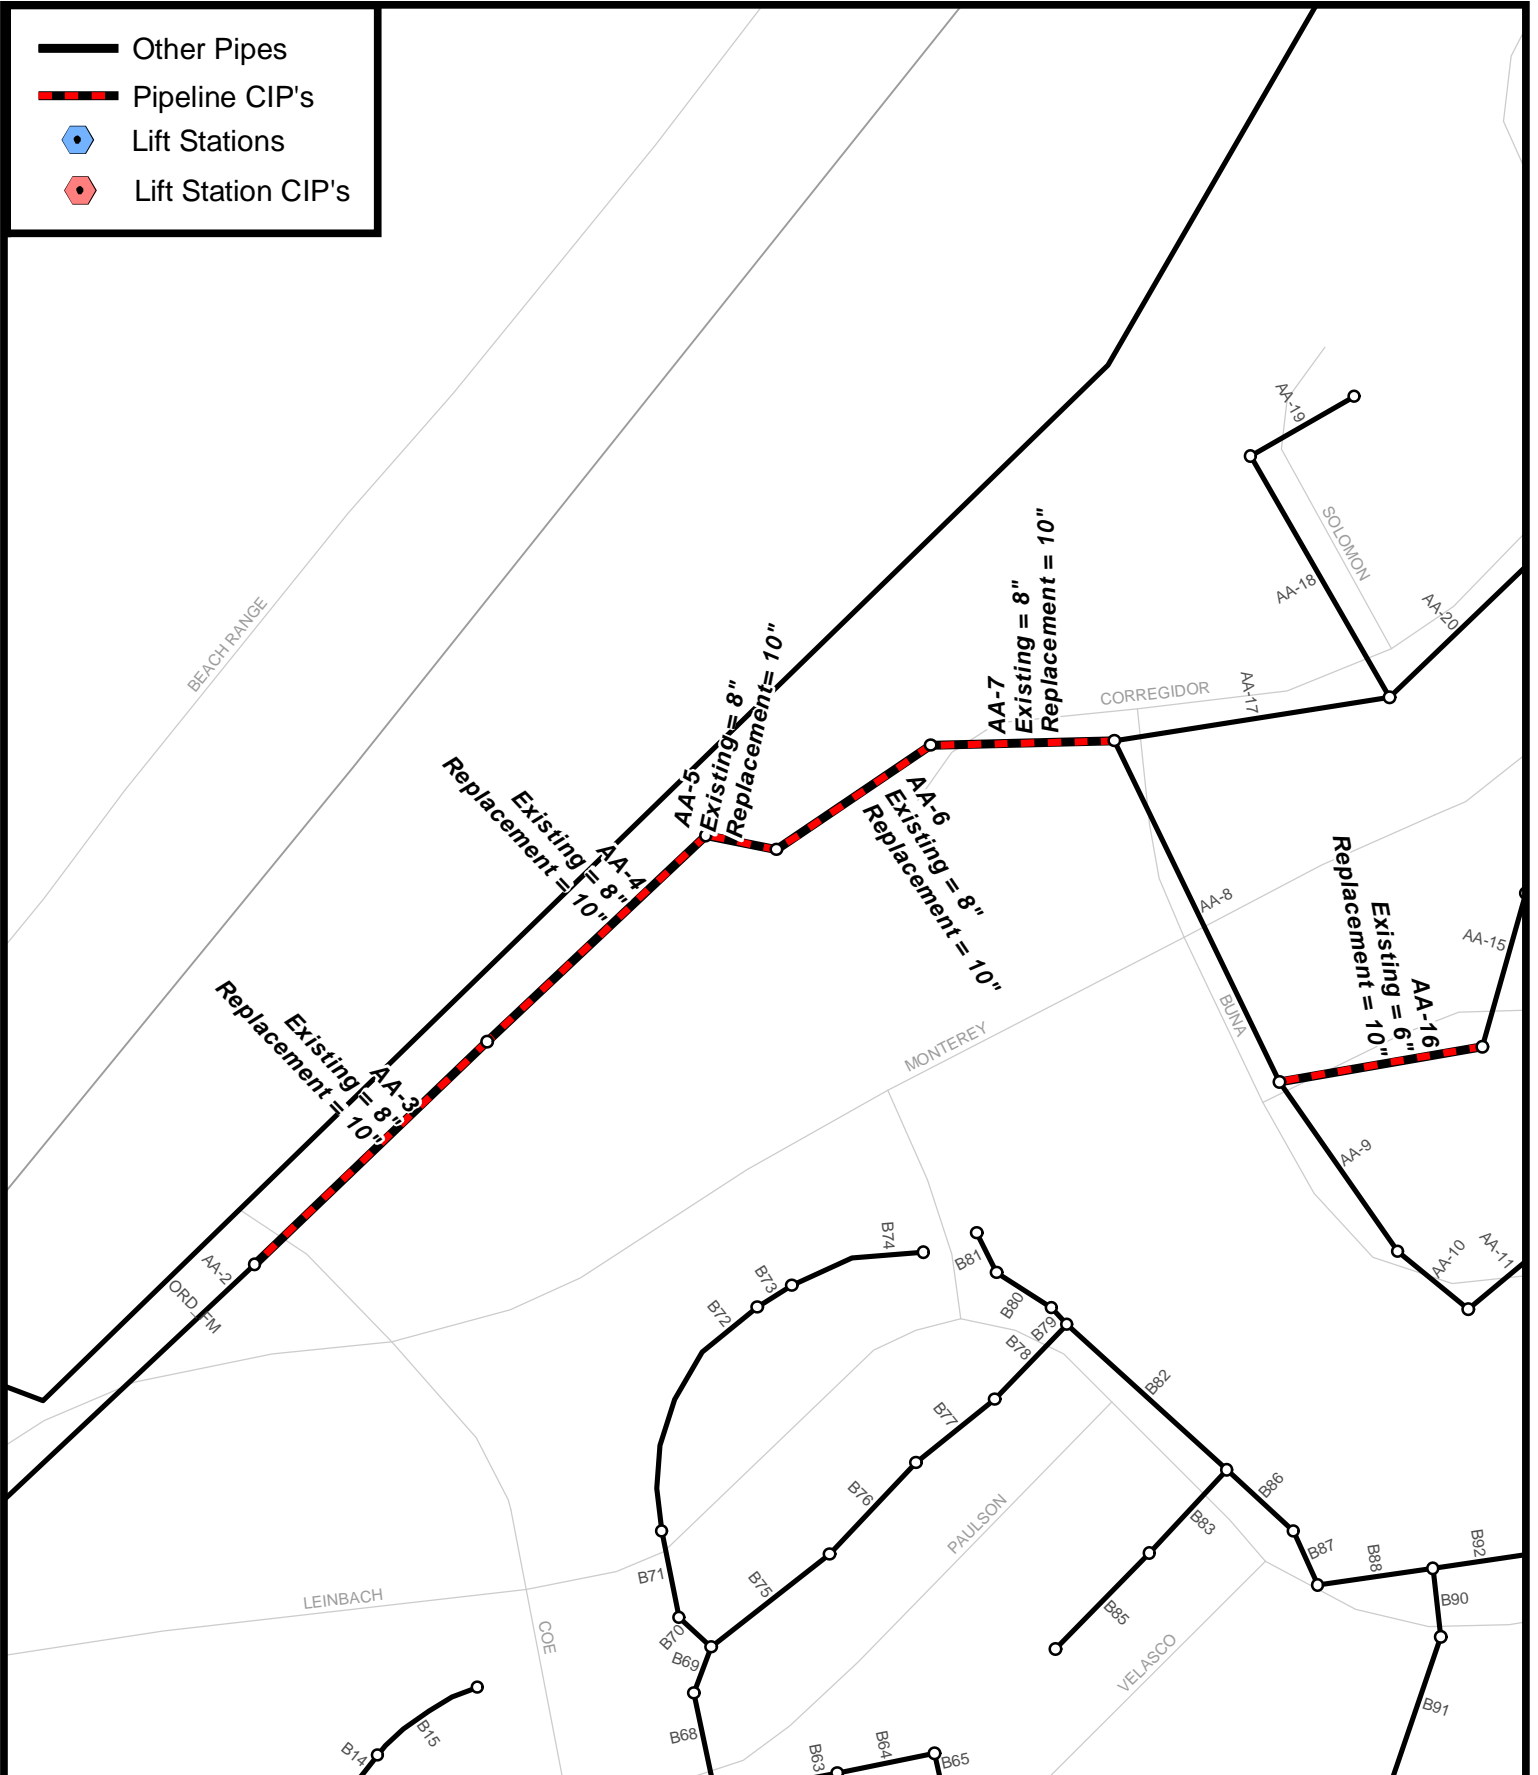 Other Pipes
Pipeline CIP's
Lift Stations
Lift Station CIP's
AA-19
SOLOMON
AA-18
AA-20
BEACH RANGE
AA-7
Existing = 8"
Replacement = 10"
CORREGIDOR
AA-17
AA-5
Existing = 8"
Replacement= 10"
AA-4
Existing = 8"
Replacement = 10"
AA-6
Existing = 8"
Replacement = 10"
AA-8
AA-16
Existing = 6"
Replacement = 10"
AA-15
BUNA
MONTEREY
AA-3
Existing = 8"
Replacement = 10"
AA-9
AA-2
ORD_FM
AA-10
AA-11
B74
B73
B72
B81
B80
B79
B78
B82
B77
B76
B86
PAULSON
B83
B87
B88
B92
B71
B75
LEINBACH
B85
B90
COE
B70
B69
VELASCO
B91
B68
B15
B14
B63
B64
B65